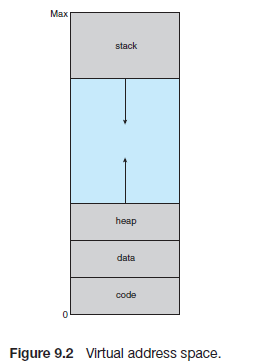 Max
stack
heap
data
code
0
Figure 9.2 Virtual address space.